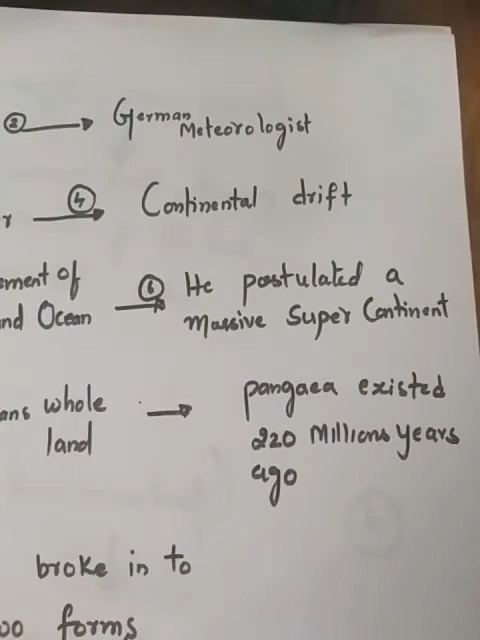 ② → German Meteorologist
r → ④ Continental drift
ement of → ⑥ He postulated a
nd Ocean massive Super Continent
ans whole → pangaea existed
land 220 Millions years
ago
broke in to
00 forms